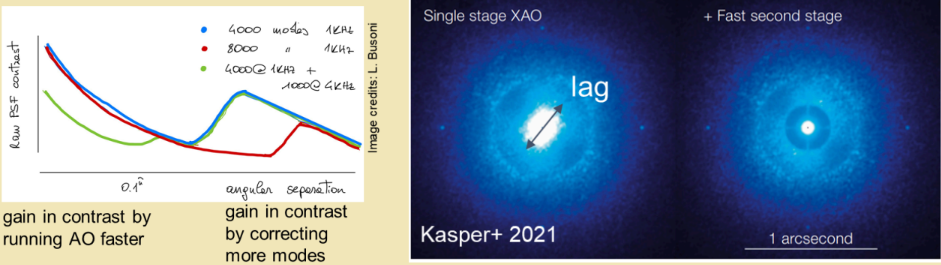 4000 modes 1KHz
8000 " 1KHz
4000@1KHz +
1000@4KHz
Raw PSF contrast
0.1"
angular separation
Image credits: L. Busoni
gain in contrast by
running AO faster
gain in contrast
by correcting
more modes
Single stage XAO
lag
Kasper+ 2021
+ Fast second stage
1 arcsecond